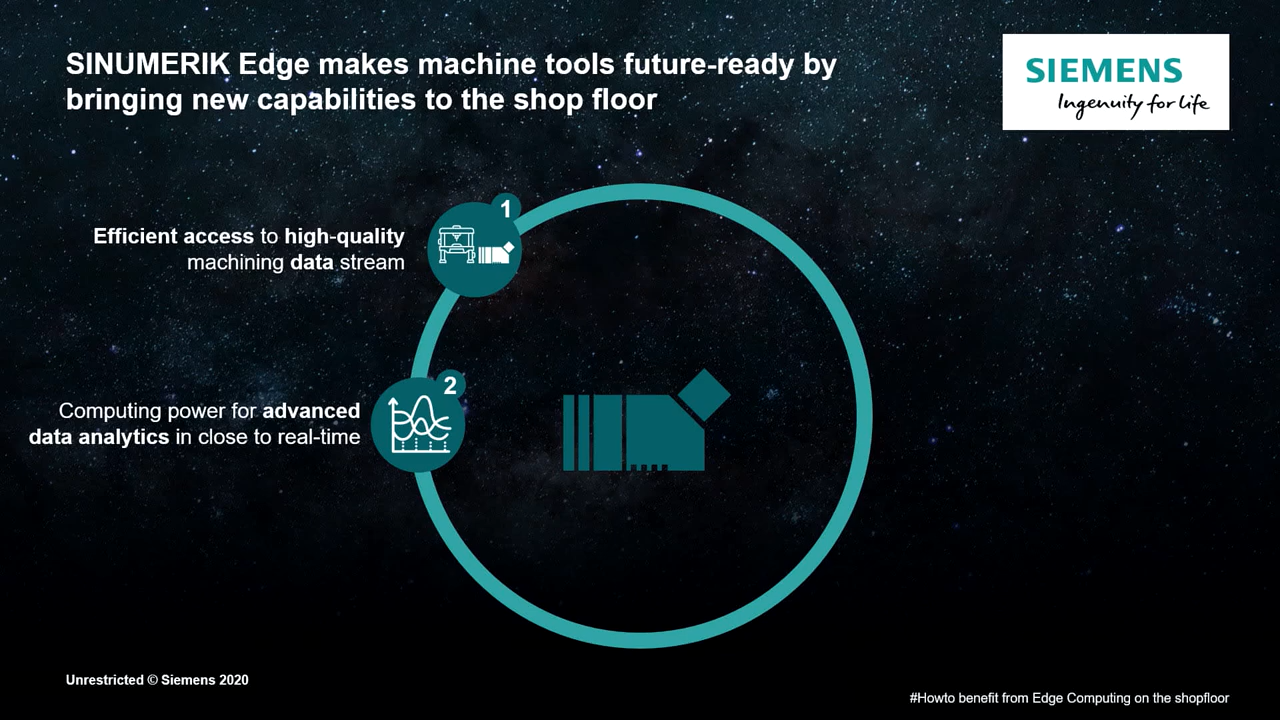 SINUMERIK Edge makes machine tools future-ready by
bringing new capabilities to the shop floor
SIEMENS
Ingenuity for life
1
Efficient access to high-quality
machining data stream
2
Computing power for advanced
data analytics in close to real-time
Unrestricted © Siemens 2020
#Howto benefit from Edge Computing on the shopfloor